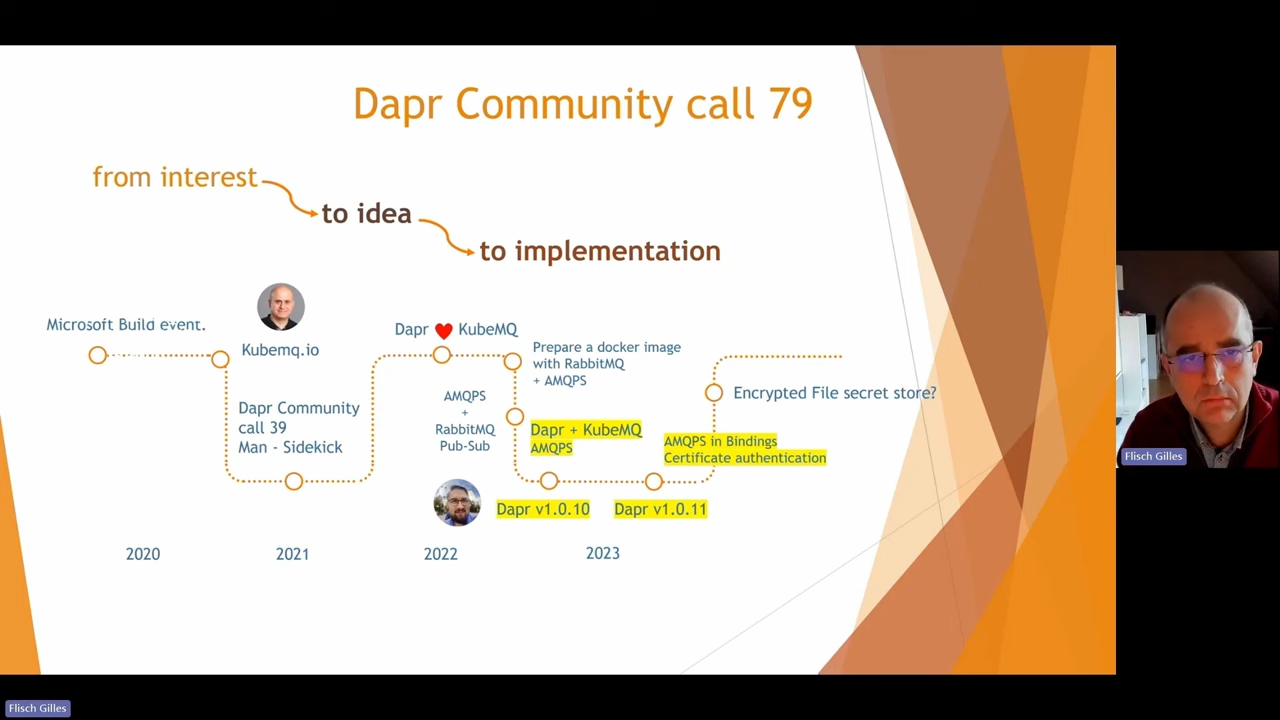 Dapr Community call 79
from interest
to idea
to implementation
Microsoft Build event.
Kubemq.io
Dapr Community
call 39
Man - Sidekick
Dapr ❤ KubeMQ
AMQPS
+
RabbitMQ
Pub-Sub
Prepare a docker image
with RabbitMQ
+ AMQPS
Dapr + KubeMQ
AMQPS
Dapr v1.0.10
Dapr v1.0.11
AMQPS in Bindings
Certificate authentication
Encrypted File secret store?
2020
2021
2022
2023
Flisch Gilles
Flisch Gilles